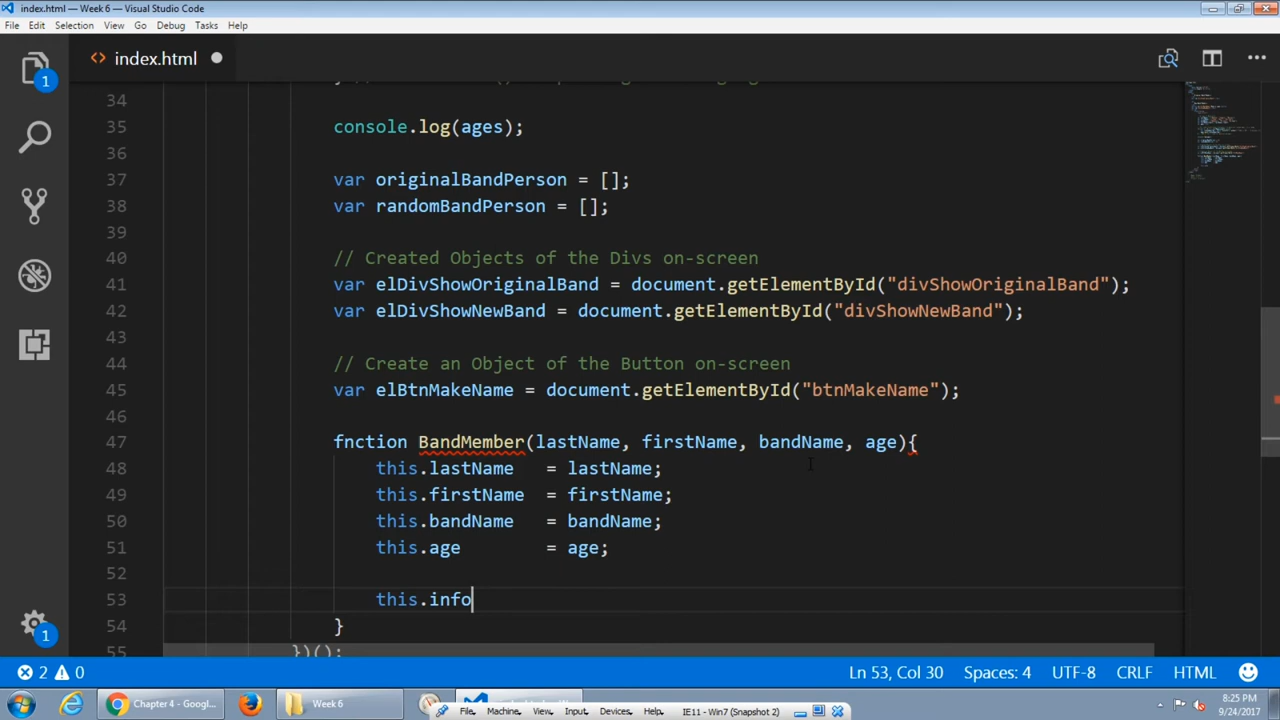 index.html — Week 6 — Visual Studio Code
File Edit Selection View Go Debug Tasks Help
1
<> index.html
34
35 console.log(ages);
36
37 var originalBandPerson = [];
38 var randomBandPerson = [];
39
40 // Created Objects of the Divs on-screen
41 var elDivShowOriginalBand = document.getElementById("divShowOriginalBand");
42 var elDivShowNewBand = document.getElementById("divShowNewBand");
43
44 // Create an Object of the Button on-screen
45 var elBtnMakeName = document.getElementById("btnMakeName");
46
47 fnction BandMember(lastName, firstName, bandName, age){
48 this.lastName = lastName;
49 this.firstName = firstName;
50 this.bandName = bandName;
51 this.age = age;
52
53 this.info
54 }
55 })();
1
2 0 Ln 53, Col 30 Spaces: 4 UTF-8 CRLF HTML
Chapter 4 - Googl... Week 6 8:25 PM
File, Machine, View, Input, Devices, Help, IE11 - Win7 (Snapshot 2) 9/24/2017